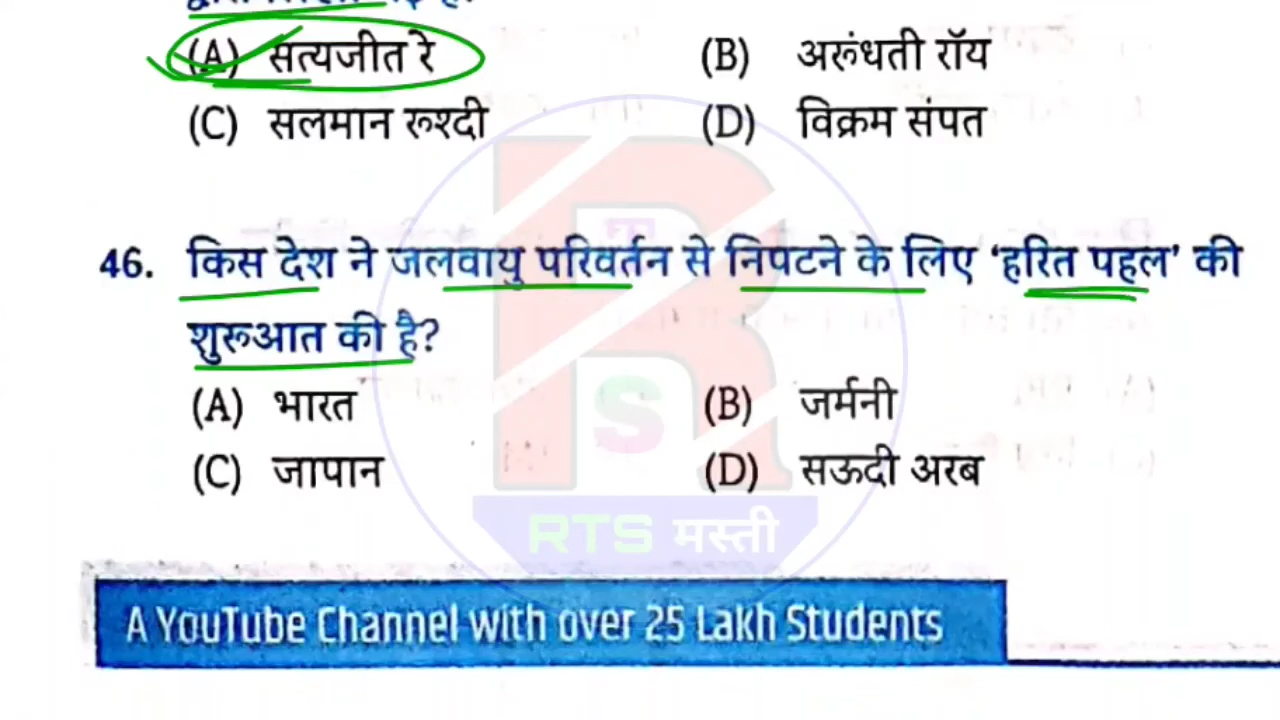 (A) सत्यजीत रे (B) अरुंधती रॉय
(C) सलमान रूश्दी (D) विक्रम संपत
46. किस देश ने जलवायु परिवर्तन से निपटने के लिए ‘हरित पहल’ की
शुरूआत की है?
(A) भारत (B) जर्मनी
(C) जापान (D) सऊदी अरब
T
R
S
RTS मस्ती
A YouTube Channel with over 25 Lakh Students